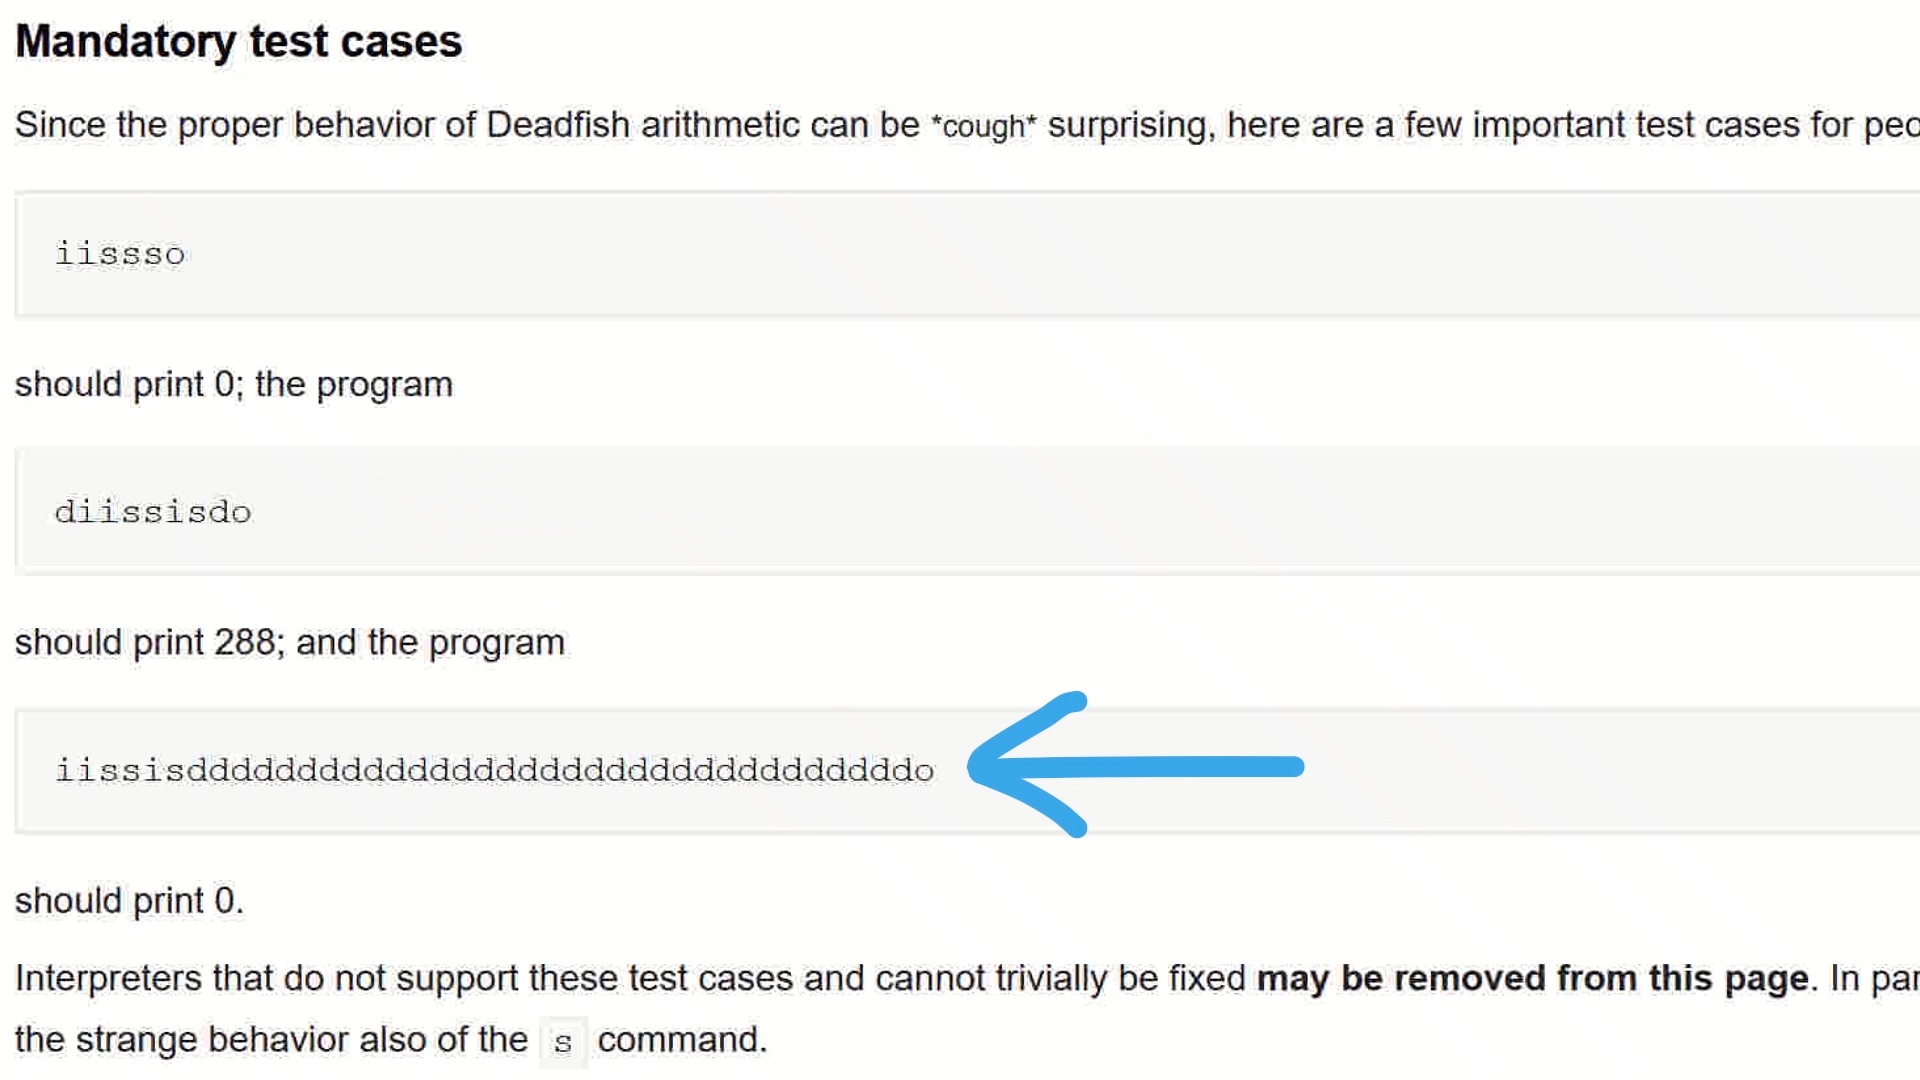 Mandatory test cases
Since the proper behavior of Deadfish arithmetic can be *cough* surprising, here are a few important test cases for peo
iissso
should print 0; the program
diissisdo
should print 288; and the program
iissisdddddddddddddddddddddddddddddddddo
should print 0.
Interpreters that do not support these test cases and cannot trivially be fixed may be removed from this page. In par
the strange behavior also of the s command.